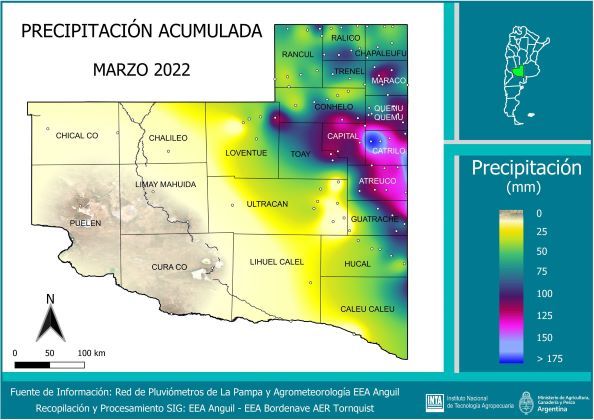 PRECIPITACIÓN ACUMULADA
MARZO 2022
RALICO
RANCUL
CHAPALEUFU
TRENEL
MARACO
CONHELO
QUEMU
QUEMU
CHICAL CO
CHALILEO
LOVENTUE
TOAY
CAPITAL
CATRILO
LIMAY MAHUIDA
ATREUCO
ULTRACAN
PUELEN
GUATRACHE
CURA CO
LIHUEL CALEL
HUCAL
CALEU CALEU
N
0 50 100 km
Precipitación
(mm)
0
25
50
75
100
125
150
> 175
Fuente de Información: Red de Pluviómetros de La Pampa y Agrometeorología EEA Anguil
Recopilación y Procesamiento SIG: EEA Anguil - EEA Bordenave AER Tornquist
INTA
Instituto Nacional
de Tecnología Agropecuaria
Ministerio de Agricultura,
Ganadería y Pesca
Argentina